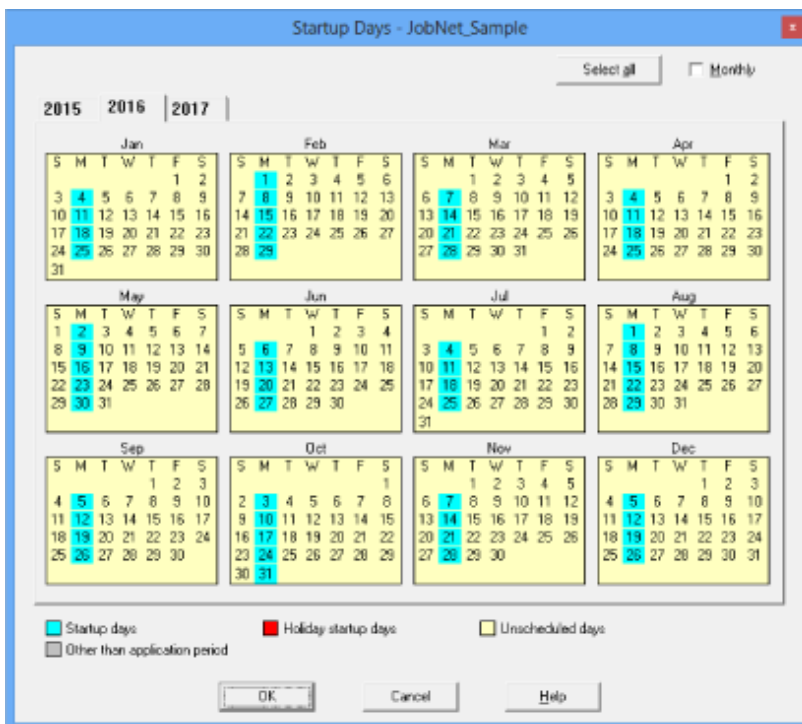 Startup Days - JobNet_Sample
x
Select all Monthly
2015 2016 2017
Jan Feb Mar Apr
S M T W T F S S M T W T F S S M T W T F S S M T W T F S
1 2 1 2 3 4 5 6 1 2 3 4 5 1 2
3 4 5 6 7 8 9 7 8 9 10 11 12 13 6 7 8 9 10 11 12 3 4 5 6 7 8 9
10 11 12 13 14 15 16 14 15 16 17 18 19 20 13 14 15 16 17 18 19 10 11 12 13 14 15 16
17 18 19 20 21 22 23 21 22 23 24 25 26 27 20 21 22 23 24 25 26 17 18 19 20 21 22 23
24 25 26 27 28 29 30 28 29 27 28 29 30 31 24 25 26 27 28 29 30
31
May Jun Jul Aug
S M T W T F S S M T W T F S S M T W T F S S M T W T F S
1 2 3 4 5 6 7 1 2 3 4 1 2 1 2 3 4 5 6
8 9 10 11 12 13 14 5 6 7 8 9 10 11 3 4 5 6 7 8 9 7 8 9 10 11 12 13
15 16 17 18 19 20 21 12 13 14 15 16 17 18 10 11 12 13 14 15 16 14 15 16 17 18 19 20
22 23 24 25 26 27 28 19 20 21 22 23 24 25 17 18 19 20 21 22 23 21 22 23 24 25 26 27
29 30 31 26 27 28 29 30 24 25 26 27 28 29 30 28 29 30 31
31
Sep Oct Nov Dec
S M T W T F S S M T W T F S S M T W T F S S M T W T F S
1 2 3 1 1 2 3 4 5 1 2 3
4 5 6 7 8 9 10 2 3 4 5 6 7 8 6 7 8 9 10 11 12 4 5 6 7 8 9 10
11 12 13 14 15 16 17 9 10 11 12 13 14 15 13 14 15 16 17 18 19 11 12 13 14 15 16 17
18 19 20 21 22 23 24 16 17 18 19 20 21 22 20 21 22 23 24 25 26 18 19 20 21 22 23 24
25 26 27 28 29 30 23 24 25 26 27 28 29 27 28 29 30 25 26 27 28 29 30 31
30 31
Startup days Holiday startup days Unscheduled days
Other than application period
OK Cancel Help